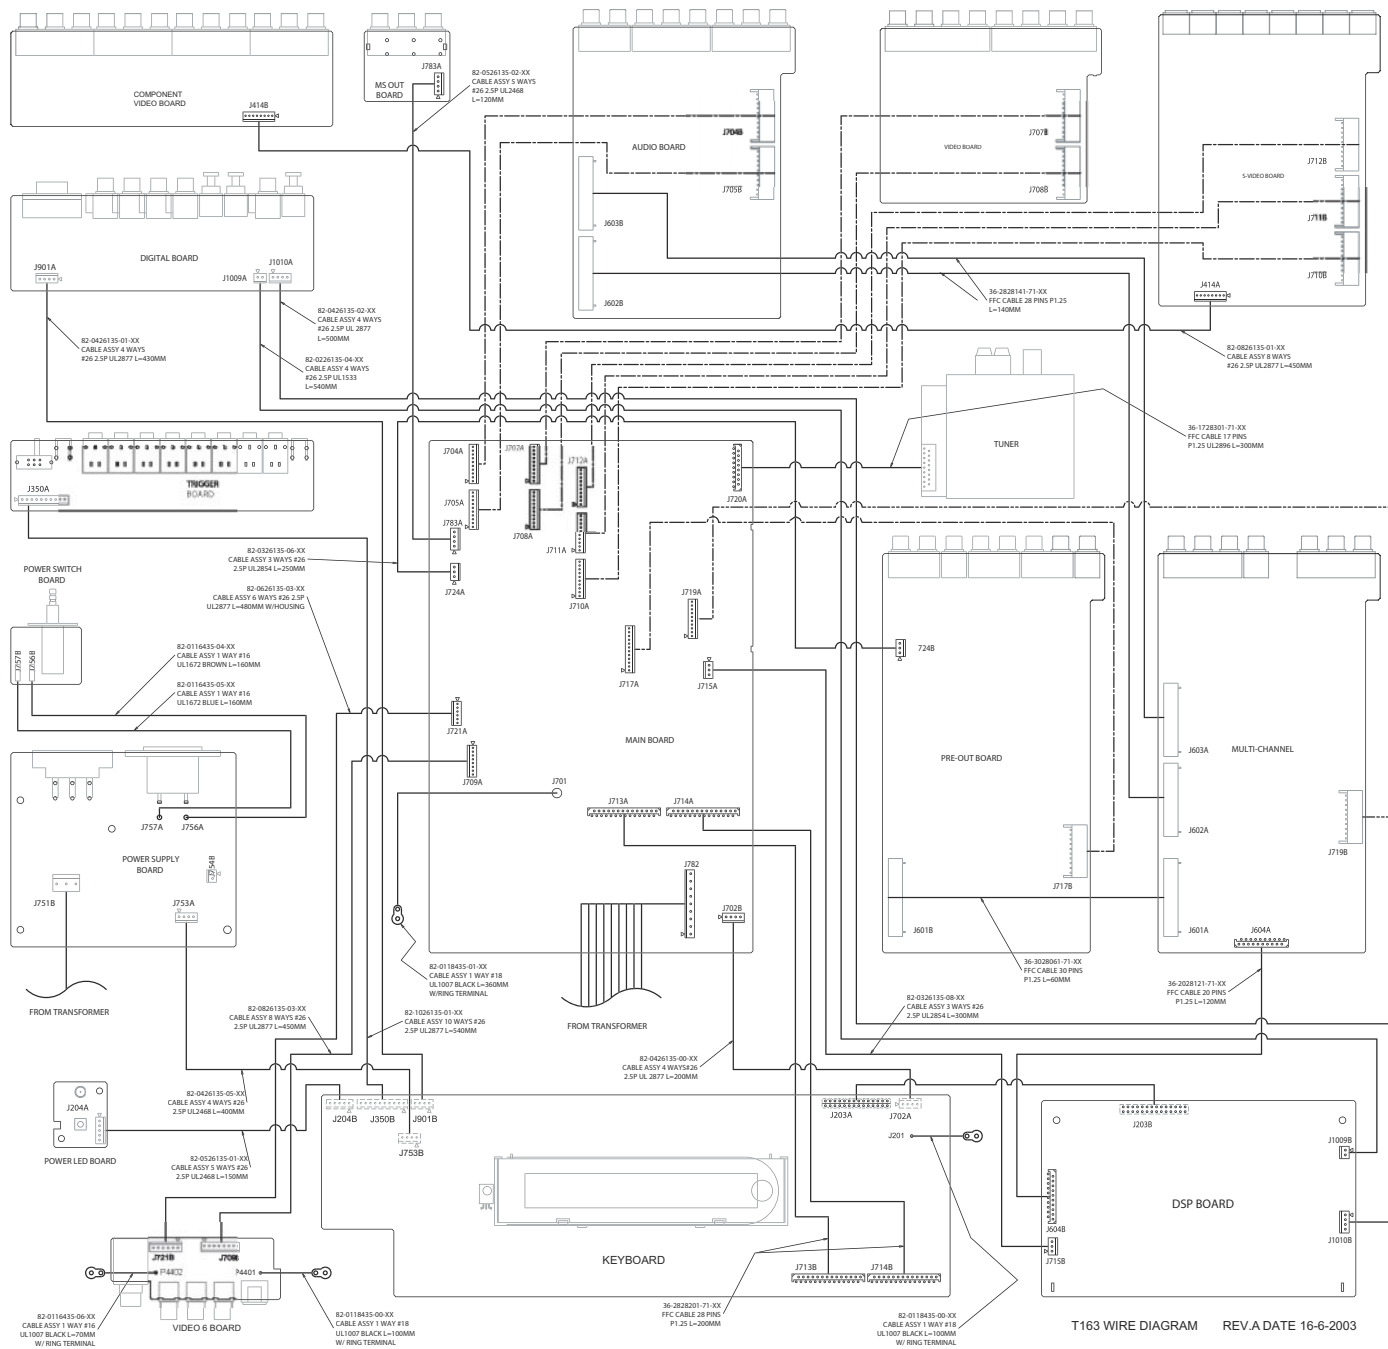 COMPONENT
VIDEO BOARD
J414B
J783A
MS OUT
BOARD
82-0526135-02-XX
CABLE ASSY 5 WAYS
#26 2.5P UL2468
L=120MM
AUDIO BOARD
J704B
J705B
J603B
J602B
VIDEO BOARD
J707B
J708B
S-VIDEO BOARD
J712B
J711B
J710B
J414A
DIGITAL BOARD
J901A
J1009A
J1010A
36-2828141-71-XX
FFC CABLE 28 PINS P1.25
L=140MM
82-0426135-01-XX
CABLE ASSY 4 WAYS
#26 2.5P UL2877 L=430MM
82-0426135-02-XX
CABLE ASSY 4 WAYS
#26 2.5P UL 2877
L=500MM
82-0226135-04-XX
CABLE ASSY 4 WAYS
#26 2.5P UL1533
L=540MM
82-0826135-01-XX
CABLE ASSY 8 WAYS
#26 2.5P UL2877 L=450MM
TUNER
36-1728301-71-XX
FFC CABLE 17 PINS
P1.25 UL2896 L=300MM
J350A
TRIGGER
BOARD
J704A
J705A
J783A
J724A
J707A
J708A
J712A
J711A
J710A
J720A
J719A
J717A
J715A
82-0326135-06-XX
CABLE ASSY 3 WAYS #26
2.5P UL2854 L=250MM
82-0626135-03-XX
CABLE ASSY 6 WAYS #26 2.5P
UL2877 L=480MM W/HOUSING
POWER SWITCH
BOARD
J757B
J756B
82-0116435-04-XX
CABLE ASSY 1 WAY #16
UL1672 BROWN L=160MM
82-0116435-05-XX
CABLE ASSY 1 WAY #16
UL1672 BLUE L=160MM
724B
J721A
J709A
MAIN BOARD
J701
J713A
J714A
J782
J702B
PRE-OUT BOARD
J717B
J601B
MULTI-CHANNEL
J603A
J602A
J719B
J601A
J604A
J757A
J756A
POWER SUPPLY
BOARD
J754B
J751B
J753A
FROM TRANSFORMER
82-0118435-01-XX
CABLE ASSY 1 WAY #18
UL1007 BLACK L=360MM
W/RING TERMINAL
FROM TRANSFORMER
36-3028061-71-XX
FFC CABLE 30 PINS
P1.25 L=60MM
36-2028121-71-XX
FFC CABLE 20 PINS
P1.25 L=120MM
82-0826135-03-XX
CABLE ASSY 8 WAYS #26
2.5P UL2877 L=450MM
82-1026135-01-XX
CABLE ASSY 10 WAYS #26
2.5P UL2877 L=540MM
82-0326135-08-XX
CABLE ASSY 3 WAYS #26
2.5P UL2854 L=300MM
82-0426135-00-XX
CABLE ASSY 4 WAYS#26
2.5P UL 2877 L=200MM
82-0426135-05-XX
CABLE ASSY 4 WAYS #26
2.5P UL2468 L=400MM
J204A
POWER LED BOARD
82-0526135-01-XX
CABLE ASSY 5 WAYS #26
2.5P UL2468 L=150MM
J204B
J350B
J901B
J753B
J203A
J702A
J201
KEYBOARD
J713B
J714B
J203B
J1009B
DSP BOARD
J604B
J1010B
J715B
J721B
J709B
P4402
P4401
VIDEO 6 BOARD
82-0116435-06-XX
CABLE ASSY 1 WAY #16
UL1007 BLACK L=70MM
W/ RING TERMINAL
82-0118435-00-XX
CABLE ASSY 1 WAY #18
UL1007 BLACK L=100MM
W/ RING TERMINAL
36-2828201-71-XX
FFC CABLE 28 PINS
P1.25 L=200MM
82-0118435-00-XX
CABLE ASSY 1 WAY #18
UL1007 BLACK L=100MM
W/ RING TERMINAL
T163 WIRE DIAGRAM REV.A DATE 16-6-2003